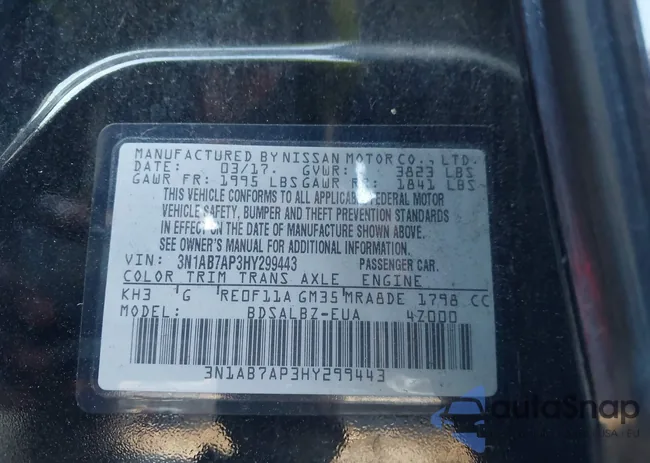 MANUFACTURED BY NISSAN MOTOR CO., LTD.
DATE: 03/17. GVWR: 3823 LBS
GAWR FR: 1995 LBS GAWR RR: 1841 LBS
THIS VEHICLE CONFORMS TO ALL APPLICABLE FEDERAL MOTOR
VEHICLE SAFETY, BUMPER AND THEFT PREVENTION STANDARDS
IN EFFECT ON THE DATE OF MANUFACTURE SHOWN ABOVE.
SEE OWNER'S MANUAL FOR ADDITIONAL INFORMATION.
VIN: 3N1AB7AP3HY299443 PASSENGER CAR.
COLOR TRIM TRANS AXLE ENGINE
KH3 G RE0F11A GM35 MRA8DE 1798 CC
MODEL: BDSALBZ-EUA 4Z000
3N1AB7AP3HY299443
autoSnap